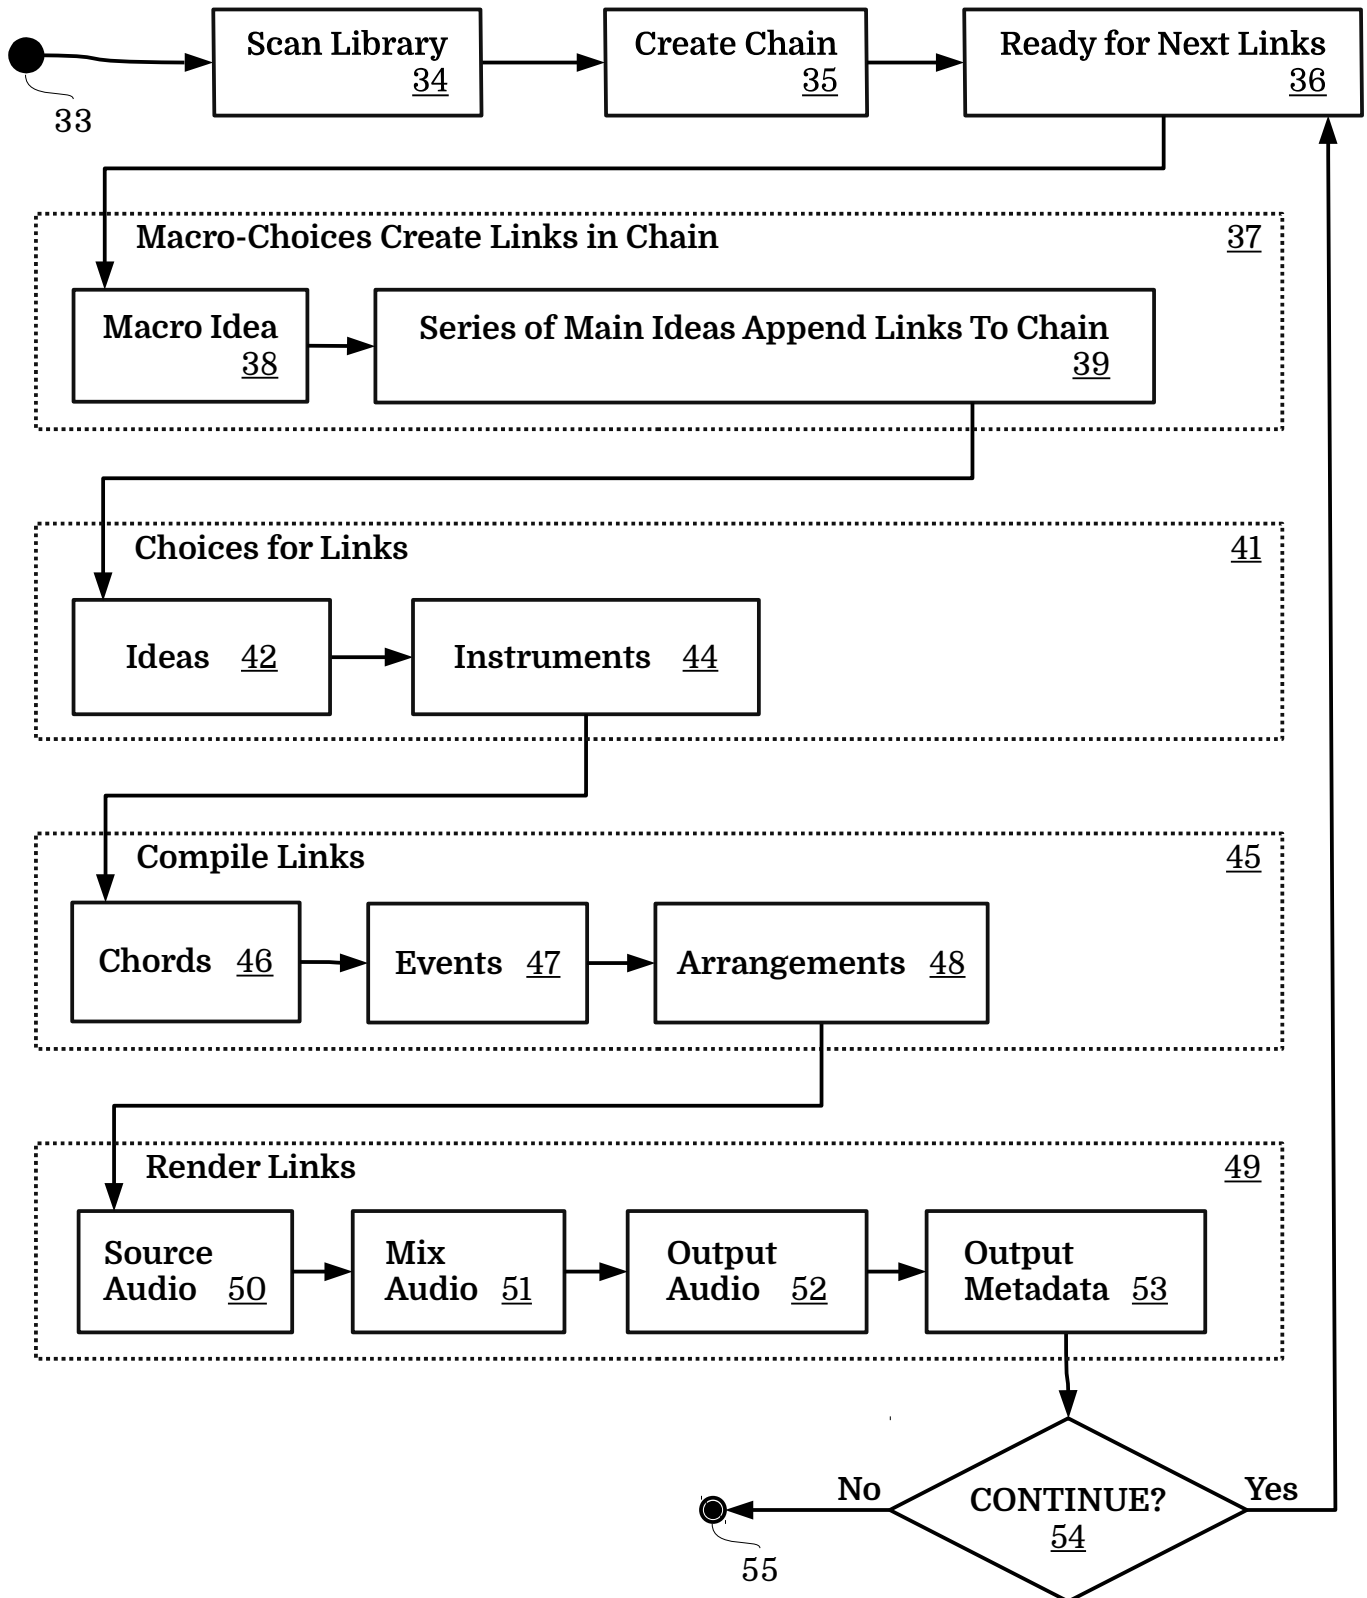 Scan Library
34
Create Chain
35
Ready for Next Links
36
33
Macro-Choices Create Links in Chain 37
Macro Idea
38
Series of Main Ideas Append Links To Chain
39
Choices for Links 41
Ideas 42
Instruments 44
Compile Links 45
Chords 46
Events 47
Arrangements 48
Render Links 49
Source
Audio 50
Mix
Audio 51
Output
Audio 52
Output
Metadata 53
No
CONTINUE?
54
Yes
55